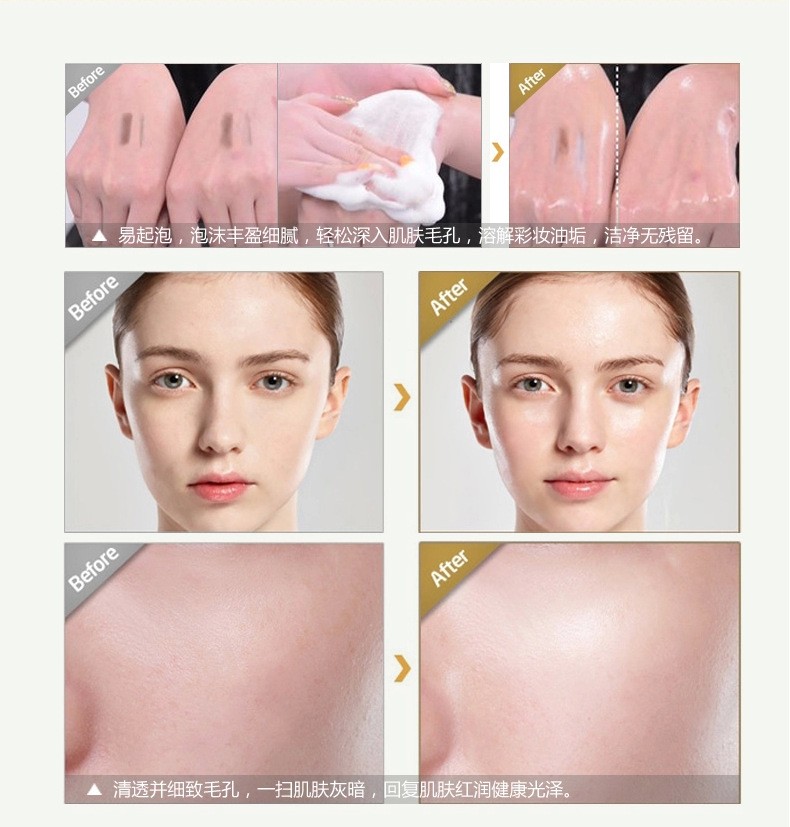 Before
After
▲ 易起泡，泡沫丰盈细腻，轻松深入肌肤毛孔，溶解彩妆油垢，洁净无残留。
Before
After
Before
After
▲ 清透并细致毛孔，一扫肌肤灰暗，回复肌肤红润健康光泽。